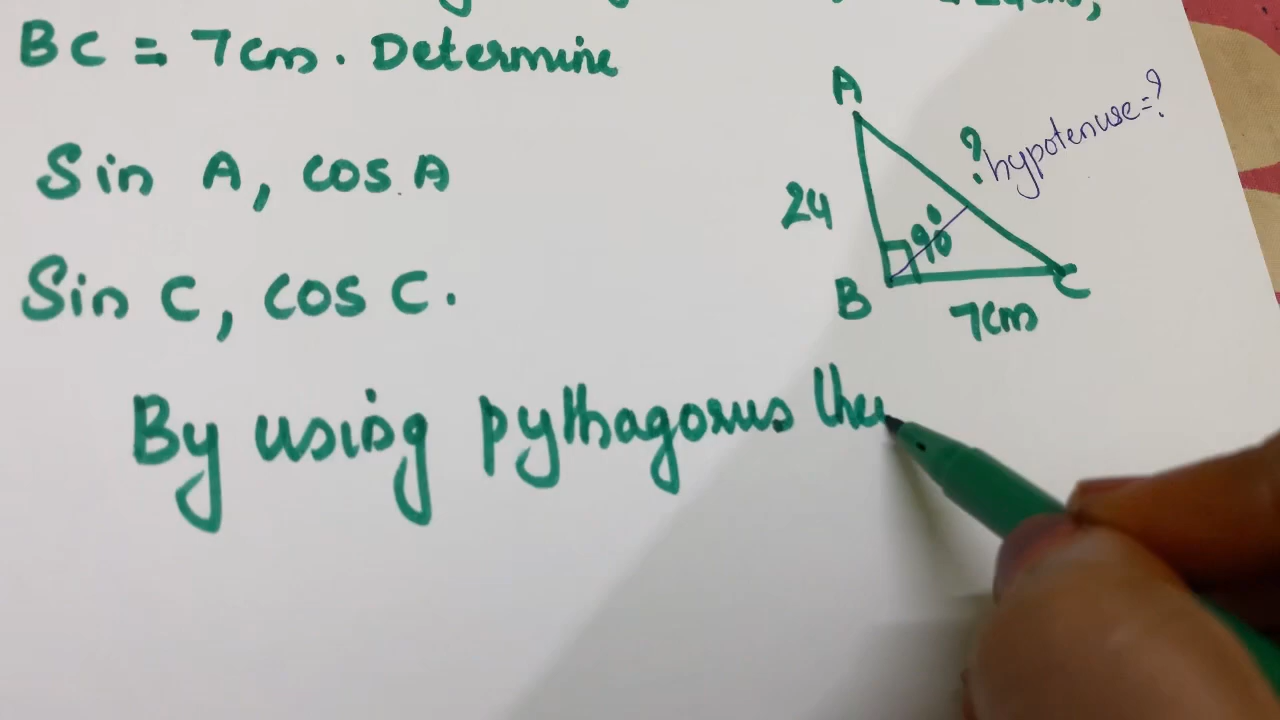 BC = 7cm. Determine
Sin A, cos A
Sin C, cos C.
A
? hypotenuse=?
24
90°
B
C
7cm
By using pythagorus the